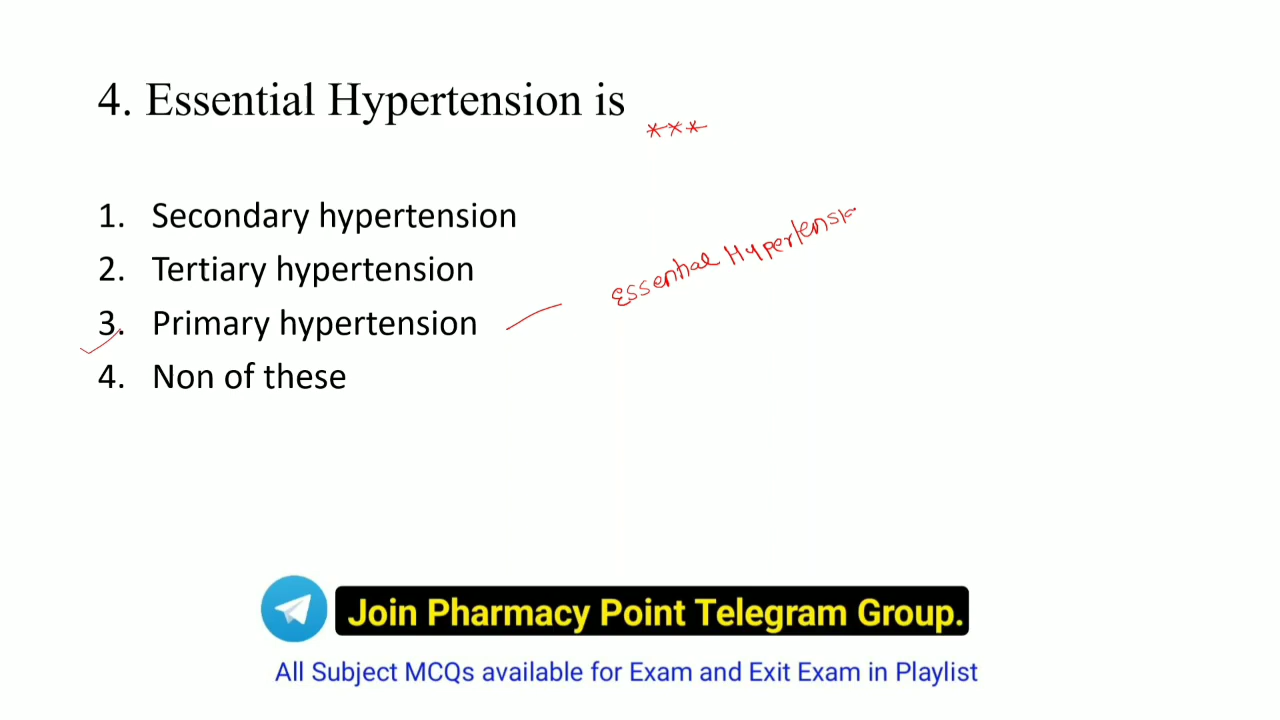 4. Essential Hypertension is
***
1. Secondary hypertension
2. Tertiary hypertension
3. Primary hypertension
Essential Hypertensi
4. Non of these
Join Pharmacy Point Telegram Group.
All Subject MCQs available for Exam and Exit Exam in Playlist